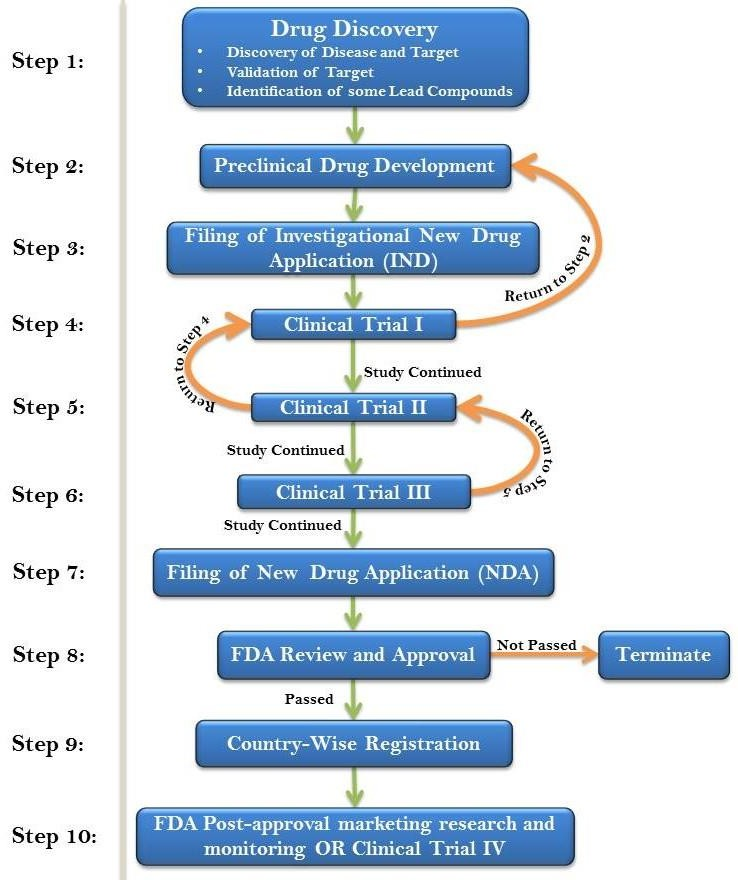 Step 1:
Drug Discovery
• Discovery of Disease and Target
• Validation of Target
• Identification of some Lead Compounds
Step 2:
Preclinical Drug Development
Step 3:
Filing of Investigational New Drug
Application (IND)
Return to Step 2
Step 4:
Clinical Trial I
Return to Step 4
Study Continued
Step 5:
Clinical Trial II
Return to Step 5
Study Continued
Step 6:
Clinical Trial III
Study Continued
Step 7:
Filing of New Drug Application (NDA)
Step 8:
FDA Review and Approval
Not Passed
Terminate
Passed
Step 9:
Country-Wise Registration
Step 10:
FDA Post-approval marketing research and
monitoring OR Clinical Trial IV